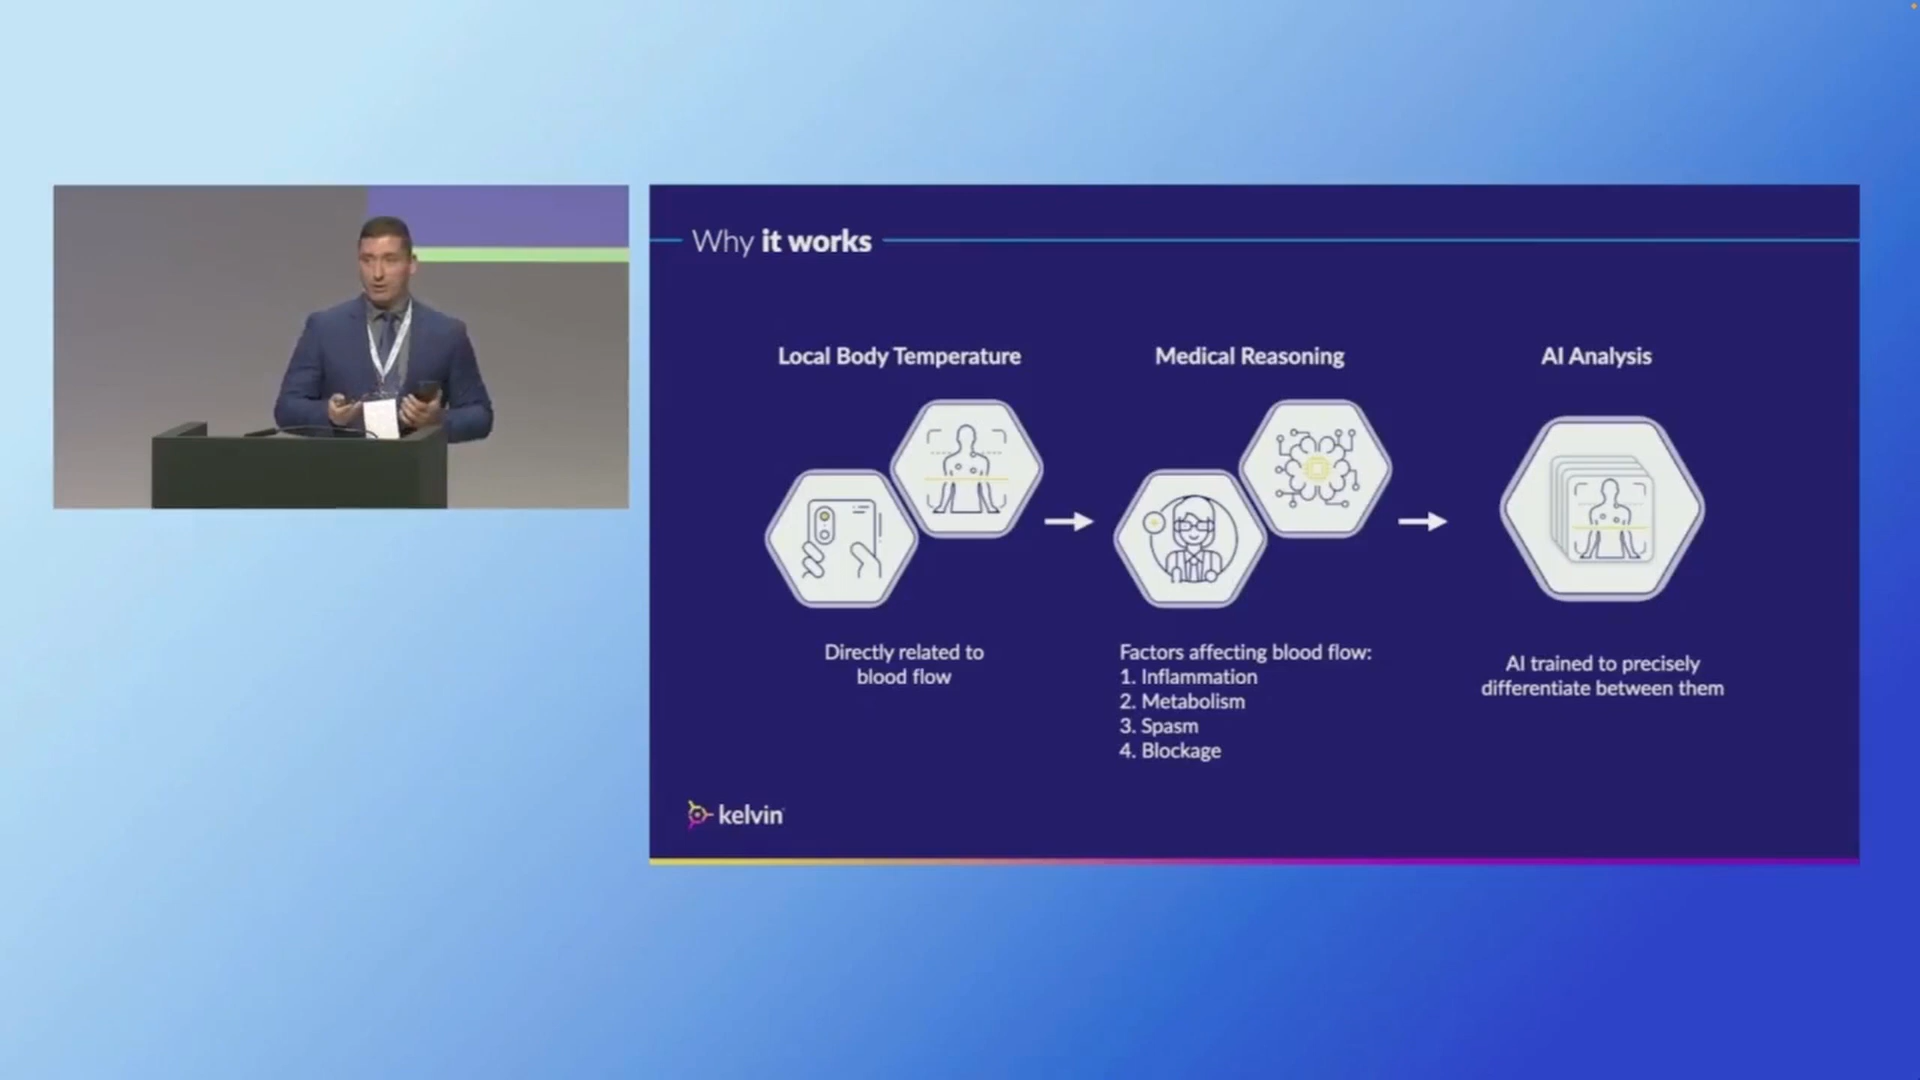 Why it works
Local Body Temperature
Directly related to
blood flow
Medical Reasoning
Factors affecting blood flow:
1. Inflammation
2. Metabolism
3. Spasm
4. Blockage
AI Analysis
AI trained to precisely
differentiate between them
kelvin